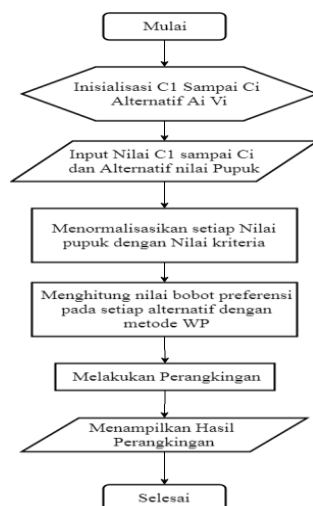 Mulai
Inisialisasi C1 Sampai Ci
Alternatif Ai Vi
Input Nilai C1 sampai Ci
dan Alternatif nilai Pupuk
Menormalisasikan setiap Nilai
pupuk dengan Nilai kriteria
Menghitung nilai bobot preferensi
pada setiap alternatif dengan
metode WP
Melakukan Perangkingan
Menampilkan Hasil
Perangkingan
Selesai